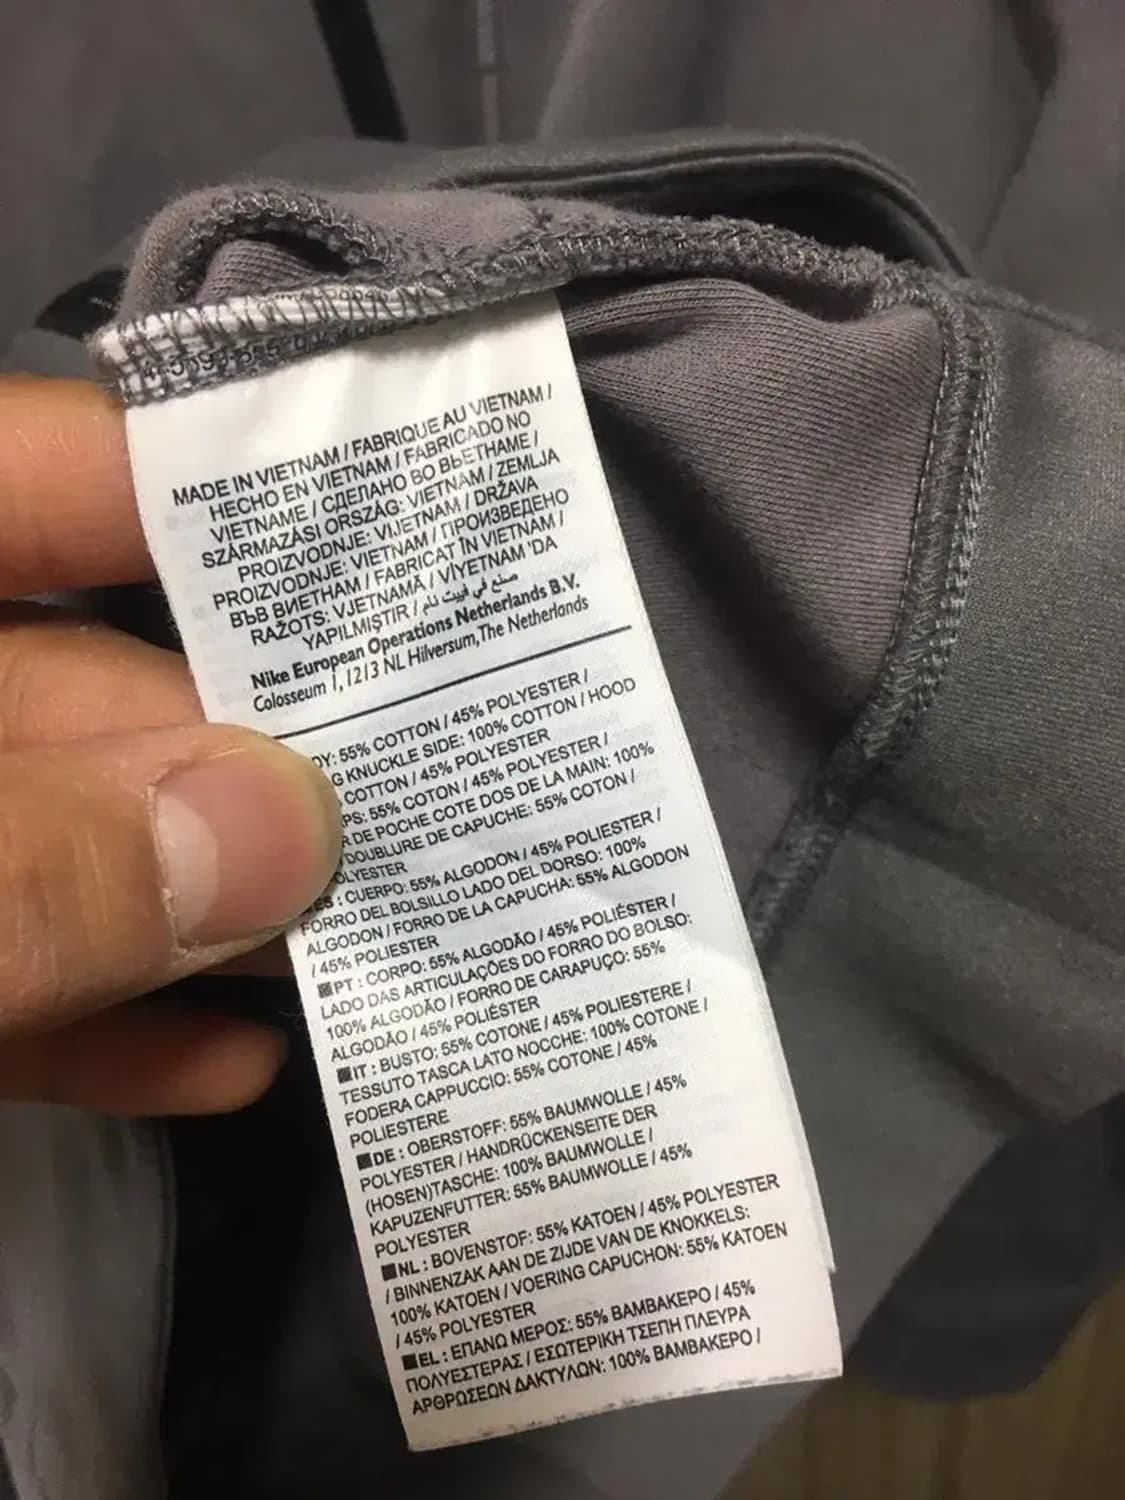 MADE IN VIETNAM / FABRIQUE AU VIETNAM /
HECHO EN VIETNAM / FABRICADO NO
VIETNAME / СДЕЛАНО ВО ВЬЕТНАМЕ /
SZÁRMAZÁSI ORSZÁG: VIETNAM / ZEMLJA
PROIZVODNJE: VIJETNAM / DRŽAVA
PROIZVODNJE: VIETNAM / ПРОИЗВЕДЕНО
ВЪВ ВИЕТНАМ / FABRICAT ÎN VIETNAM /
RAŽOTS: VJETNAMĀ / VİYETNAM 'DA
YAPILMIŞTIR / صنع في فييت نام
Nike European Operations Netherlands B.V.
Colosseum 1, 1213 NL Hilversum, The Netherlands
55% COTTON / 45% POLYESTER /
KNUCKLE SIDE: 100% COTTON / HOOD
COTTON / 45% POLYESTER
55% COTON / 45% POLYESTER /
DE POCHE COTE DOS DE LA MAIN: 100%
DOUBLURE DE CAPUCHE: 55% COTON /
OLYESTER
ES : CUERPO: 55% ALGODON / 45% POLIESTER /
FORRO DEL BOLSILLO LADO DEL DORSO: 100%
ALGODON / FORRO DE LA CAPUCHA: 55% ALGODON
/ 45% POLIESTER
■PT : CORPO: 55% ALGODÃO / 45% POLIÉSTER /
LADO DAS ARTICULAÇÕES DO FORRO DO BOLSO:
100% ALGODÃO / FORRO DE CARAPUÇO: 55%
ALGODÃO / 45% POLIÉSTER
■IT : BUSTO: 55% COTONE / 45% POLIESTERE /
TESSUTO TASCA LATO NOCCHE: 100% COTONE /
FODERA CAPPUCCIO: 55% COTONE / 45%
POLIESTERE
■DE : OBERSTOFF: 55% BAUMWOLLE / 45%
POLYESTER / HANDRÜCKENSEITE DER
(HOSEN)TASCHE: 100% BAUMWOLLE /
KAPUZENFUTTER: 55% BAUMWOLLE / 45%
POLYESTER
■NL : BOVENSTOF: 55% KATOEN / 45% POLYESTER
/ BINNENZAK AAN DE ZIJDE VAN DE KNOKKELS:
100% KATOEN / VOERING CAPUCHON: 55% KATOEN
/ 45% POLYESTER
■EL : ΕΠΑΝΩ ΜΕΡΟΣ: 55% ΒΑΜΒΑΚΕΡΟ / 45%
ΠΟΛΥΕΣΤΕΡΑΣ / ΕΞΩΤΕΡΙΚΗ ΤΣΕΠΗ ΠΛΕΥΡΑ
ΑΡΘΡΩΣΕΩΝ ΔΑΚΤΥΛΩΝ: 100% ΒΑΜΒΑΚΕΡΟ /